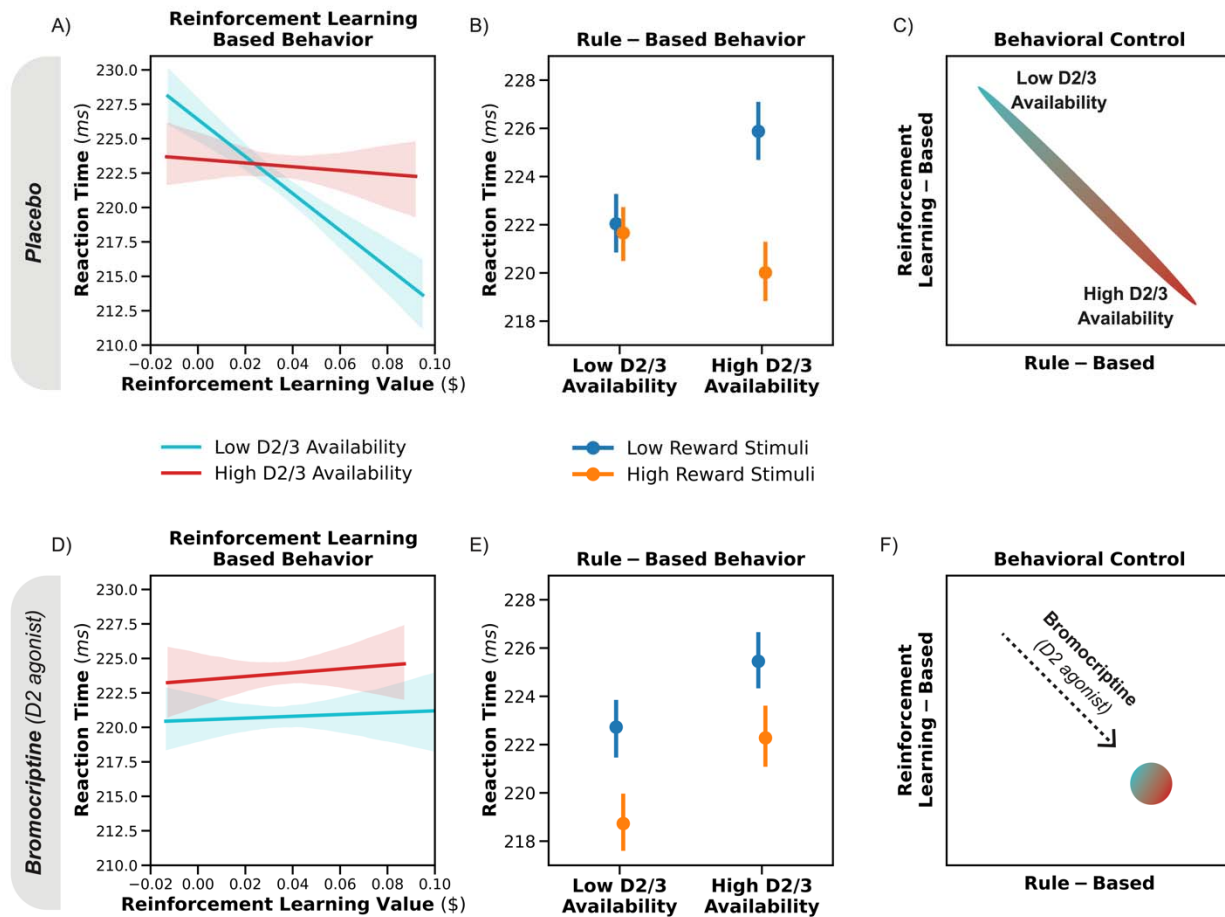 A)
Reinforcement Learning
Based Behavior
Placebo
Reaction Time (ms)
230.0
227.5
225.0
222.5
220.0
217.5
215.0
212.5
210.0
−0.02 0.00 0.02 0.04 0.06 0.08 0.10
Reinforcement Learning Value ($)
B)
Rule − Based Behavior
Reaction Time (ms)
228
226
224
222
220
218
Low D2/3
Availability
High D2/3
Availability
C)
Behavioral Control
Reinforcement
Learning − Based
Low D2/3
Availability
High D2/3
Availability
Rule − Based
Low D2/3 Availability
High D2/3 Availability
Low Reward Stimuli
High Reward Stimuli
D)
Reinforcement Learning
Based Behavior
Bromocriptine (D2 agonist)
Reaction Time (ms)
230.0
227.5
225.0
222.5
220.0
217.5
215.0
212.5
210.0
−0.02 0.00 0.02 0.04 0.06 0.08 0.10
Reinforcement Learning Value ($)
E)
Rule − Based Behavior
Reaction Time (ms)
228
226
224
222
220
218
Low D2/3
Availability
High D2/3
Availability
F)
Behavioral Control
Reinforcement
Learning − Based
Bromocriptine
(D2 agonist)
Rule − Based